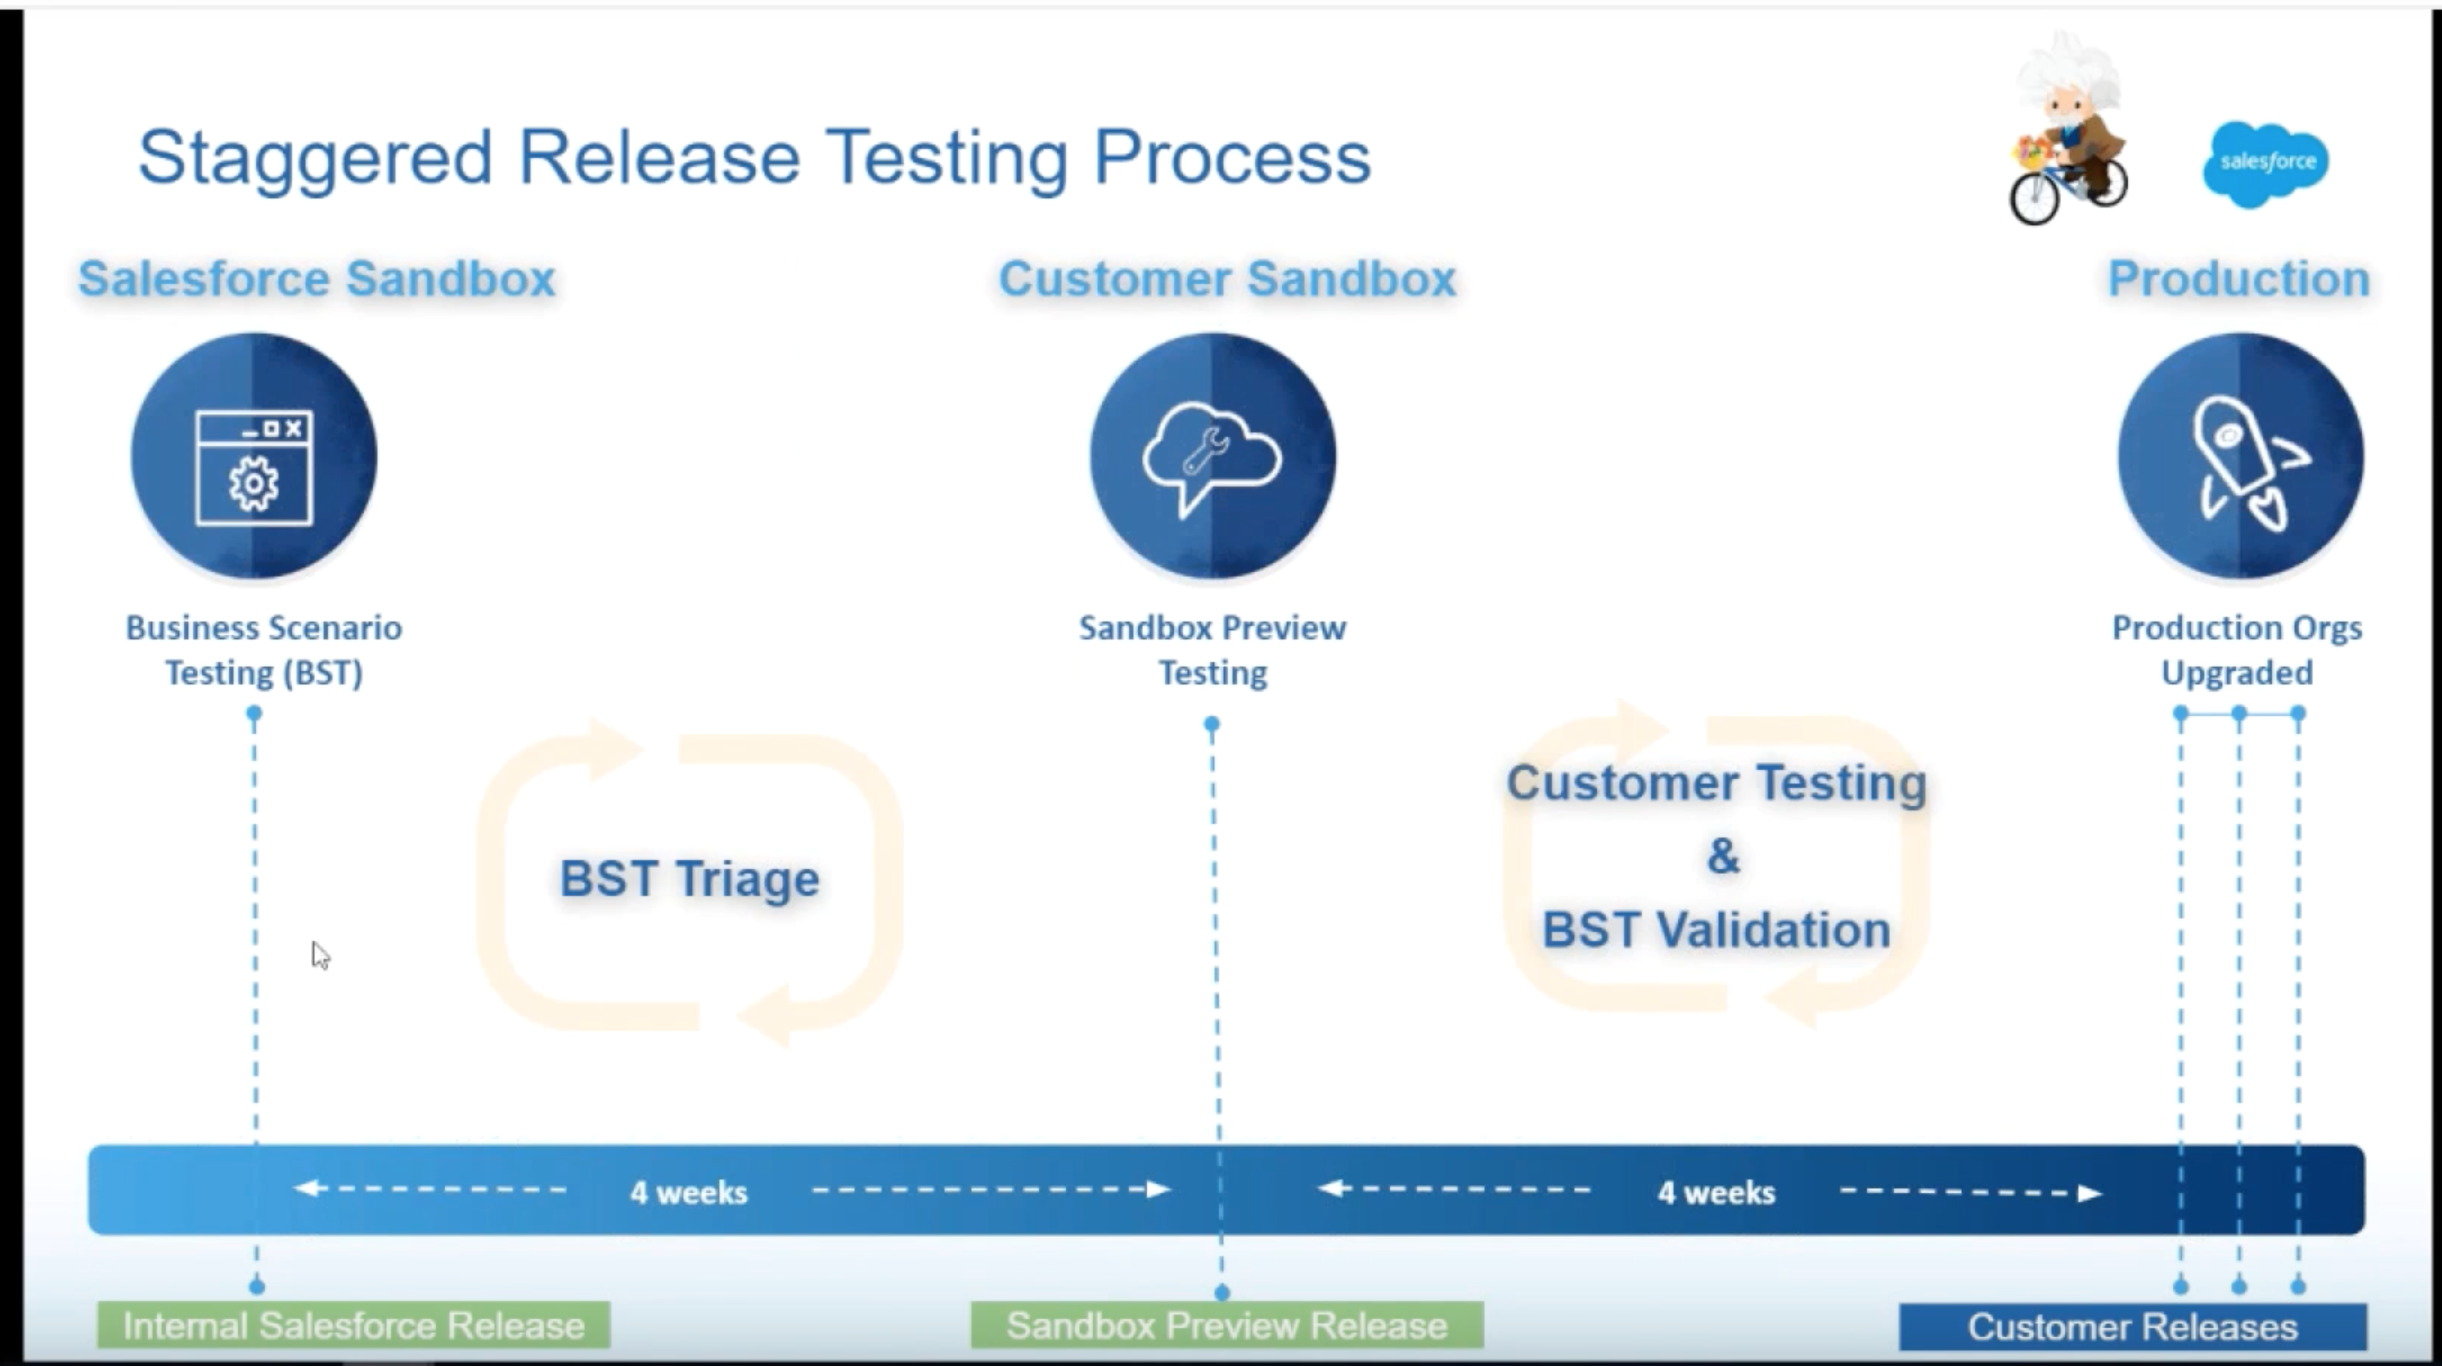 Staggered Release Testing Process
salesforce
Salesforce Sandbox
Customer Sandbox
Production
Business Scenario
Testing (BST)
Sandbox Preview
Testing
Production Orgs
Upgraded
BST Triage
Customer Testing
&
BST Validation
4 weeks
4 weeks
Internal Salesforce Release
Sandbox Preview Release
Customer Releases